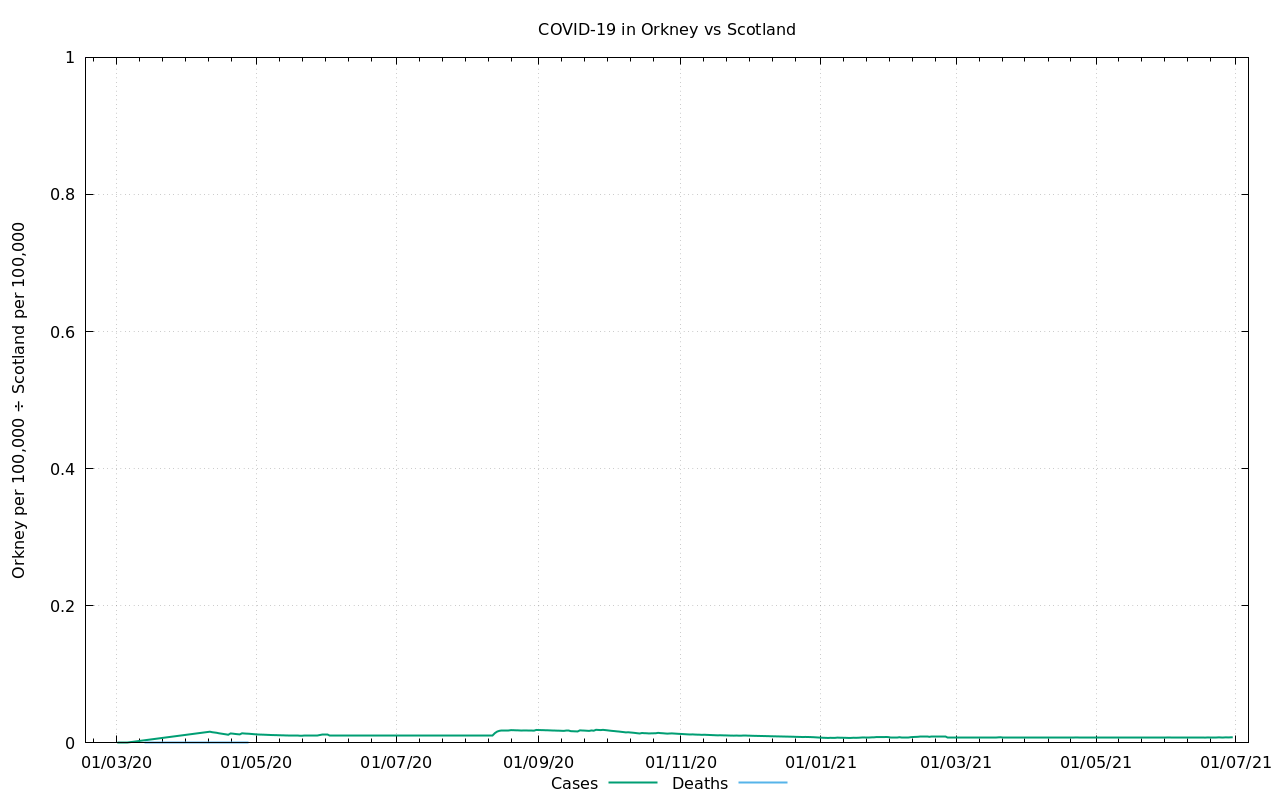 COVID-19 in Orkney vs Scotland
Orkney per 100,000 ÷ Scotland per 100,000
1
0.8
0.6
0.4
0.2
0
01/03/20 01/05/20 01/07/20 01/09/20 01/11/20 01/01/21 01/03/21 01/05/21 01/07/21
Cases Deaths